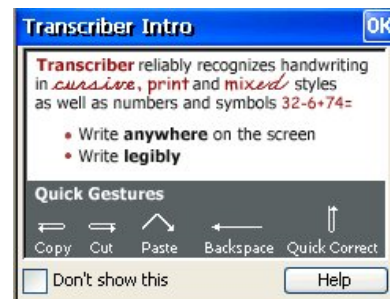 Transcriber Intro OK
Transcriber reliably recognizes handwriting
in cursive, print and mixed styles
as well as numbers and symbols 32-6+74=
• Write anywhere on the screen
• Write legibly
Quick Gestures
Copy Cut Paste Backspace Quick Correct
Don't show this Help